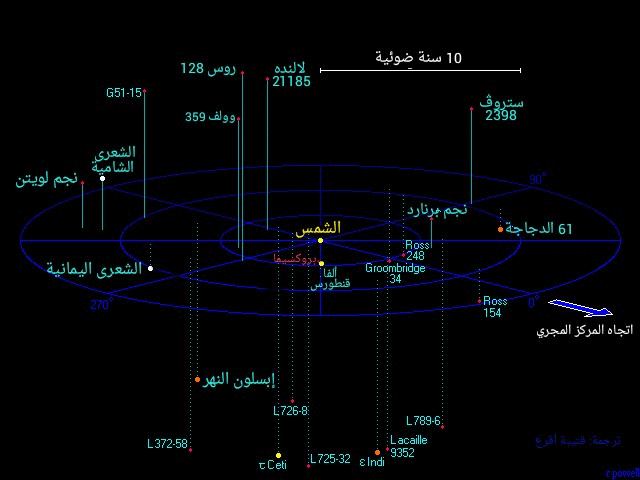 10 سنة ضوئية
روس 128
لالنده
21185
G51-15
وولف 359
ستروڤ
2398
الشعرى
الشامية
نجم لويتن
90°
نجم برنارد
الشمس
61 الدجاجة
Ross
248
بروكسيما
Groombridge
34
ألفا
قنطورس
الشعرى اليمانية
270°
0°
Ross
154
اتجاه المركز المجري
إبسلون النهر
L726-8
L789-6
L372-58
Lacaille
9352
τ Ceti
L725-32
ε Indi
ترجمة: قتيبة أقرع
r.powell